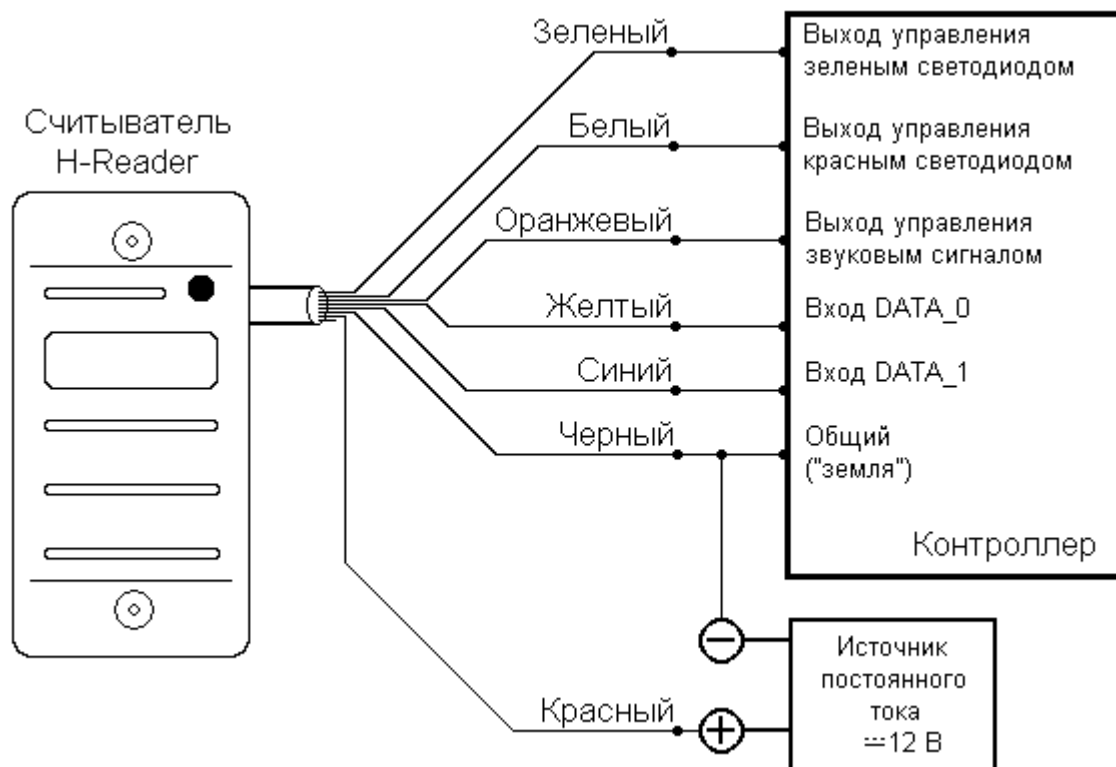 Зеленый
Выход управления
зеленым светодиодом
Считыватель
H-Reader
Белый
Выход управления
красным светодиодом
Оранжевый
Выход управления
звуковым сигналом
Желтый
Вход DATA_0
Синий
Вход DATA_1
Черный
Общий
("земля")
Контроллер
Источник
постоянного
тока
⎓12 В
Красный